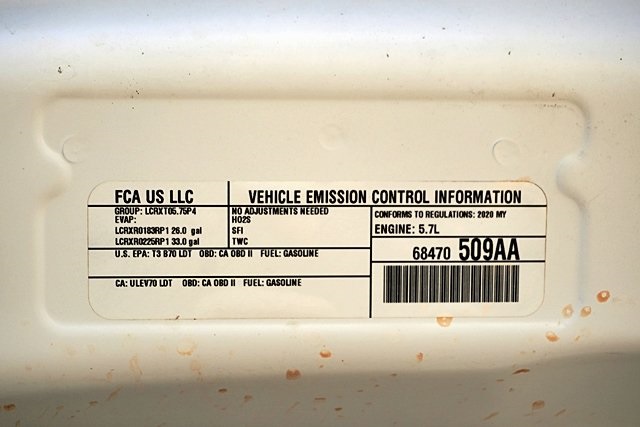 FCA US LLC
VEHICLE EMISSION CONTROL INFORMATION
GROUP: LCRXT05.75P4
EVAP:
LCRXR0183RP1 26.0 gal
LCRXR0225RP1 33.0 gal
NO ADJUSTMENTS NEEDED
HO2S
SFI
TWC
CONFORMS TO REGULATIONS: 2020 MY
ENGINE: 5.7L
U.S. EPA: T3 B70 LDT OBD: CA OBD II FUEL: GASOLINE
68470 509AA
CA: ULEV70 LDT OBD: CA OBD II FUEL: GASOLINE